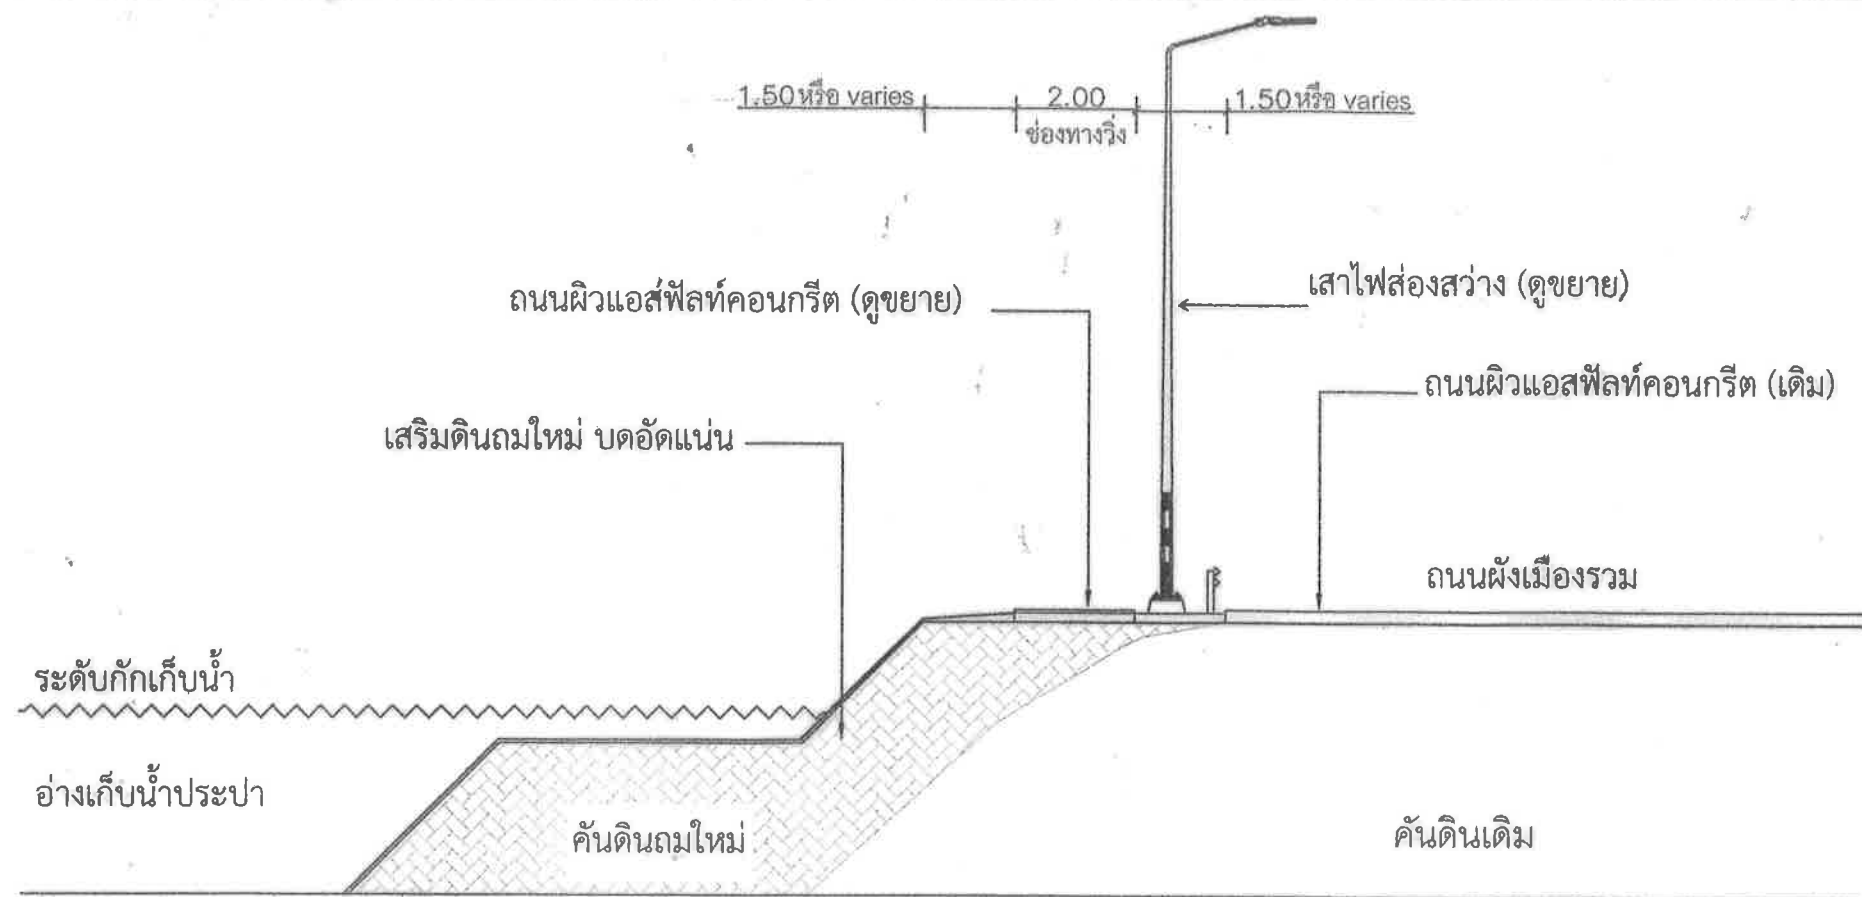 1.50หรือ varies 2.00 1.50หรือ varies
ช่องทางวิ่ง
ถนนผิวแอส์ฟัลท์คอนกรีต (ดูขยาย)
เสาไฟส่องสว่าง (ดูขยาย)
ถนนผิวแอสฟัลท์คอนกรีต (เดิม)
เสริมดินถมใหม่ บดอัดแน่น
ถนนผังเมืองรวม
ระดับกักเก็บน้ำ
อ่างเก็บน้ำประปา
คันดินถมใหม่
คันดินเดิม